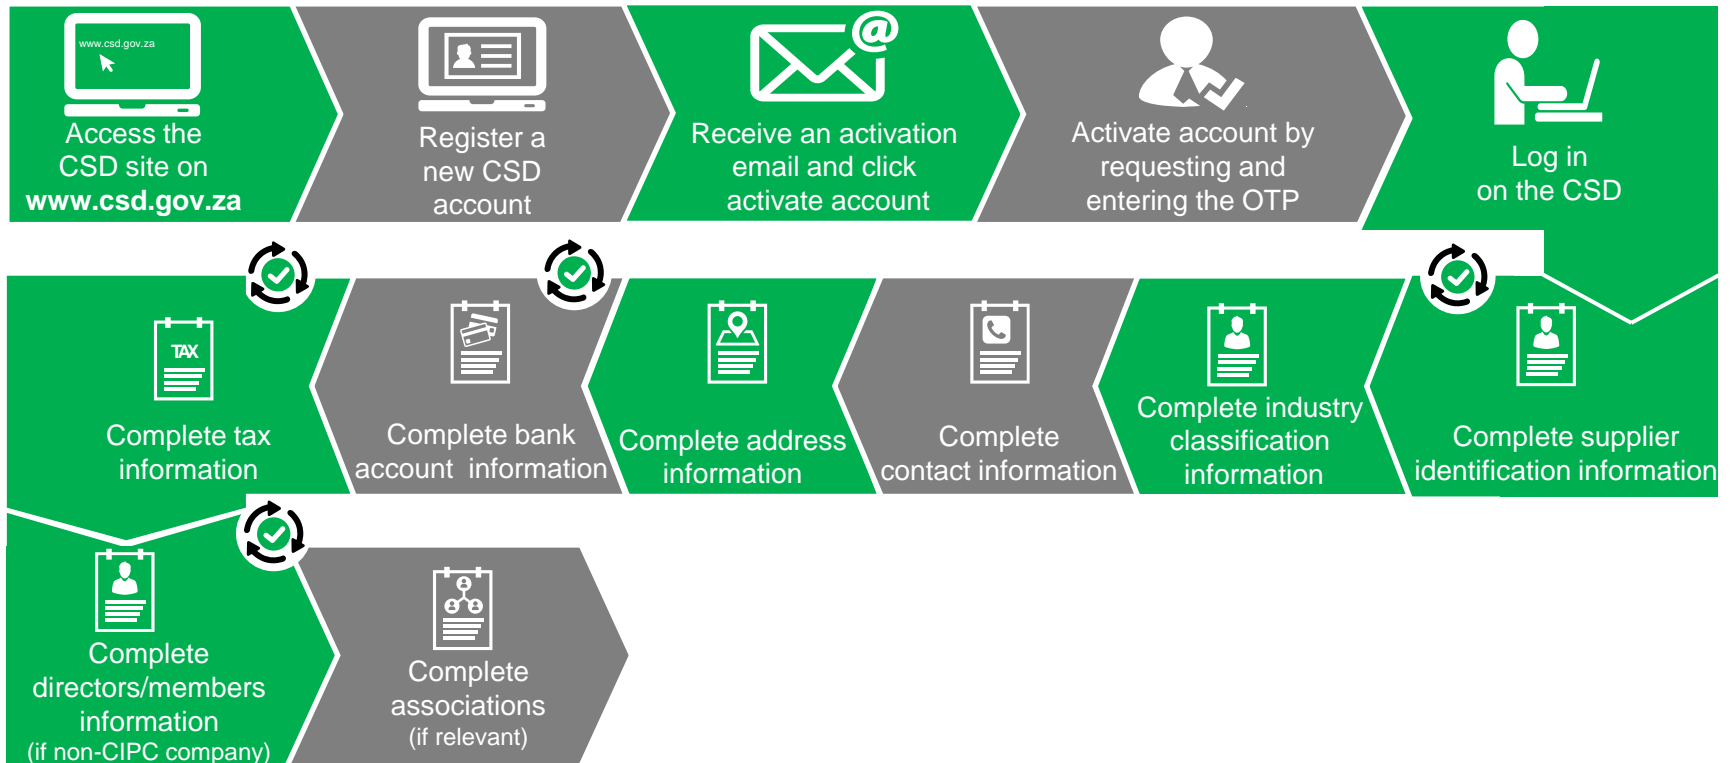 www.csd.gov.za
Access the
CSD site on
www.csd.gov.za
Register a
new CSD
account
@
Receive an activation
email and click
activate account
Activate account by
requesting and
entering the OTP
Log in
on the CSD
Complete supplier
identification information
Complete industry
classification
information
Complete
contact information
Complete address
information
Complete bank
account information
TAX
Complete tax
information
Complete
directors/members
information
(if non-CIPC company)
Complete
associations
(if relevant)